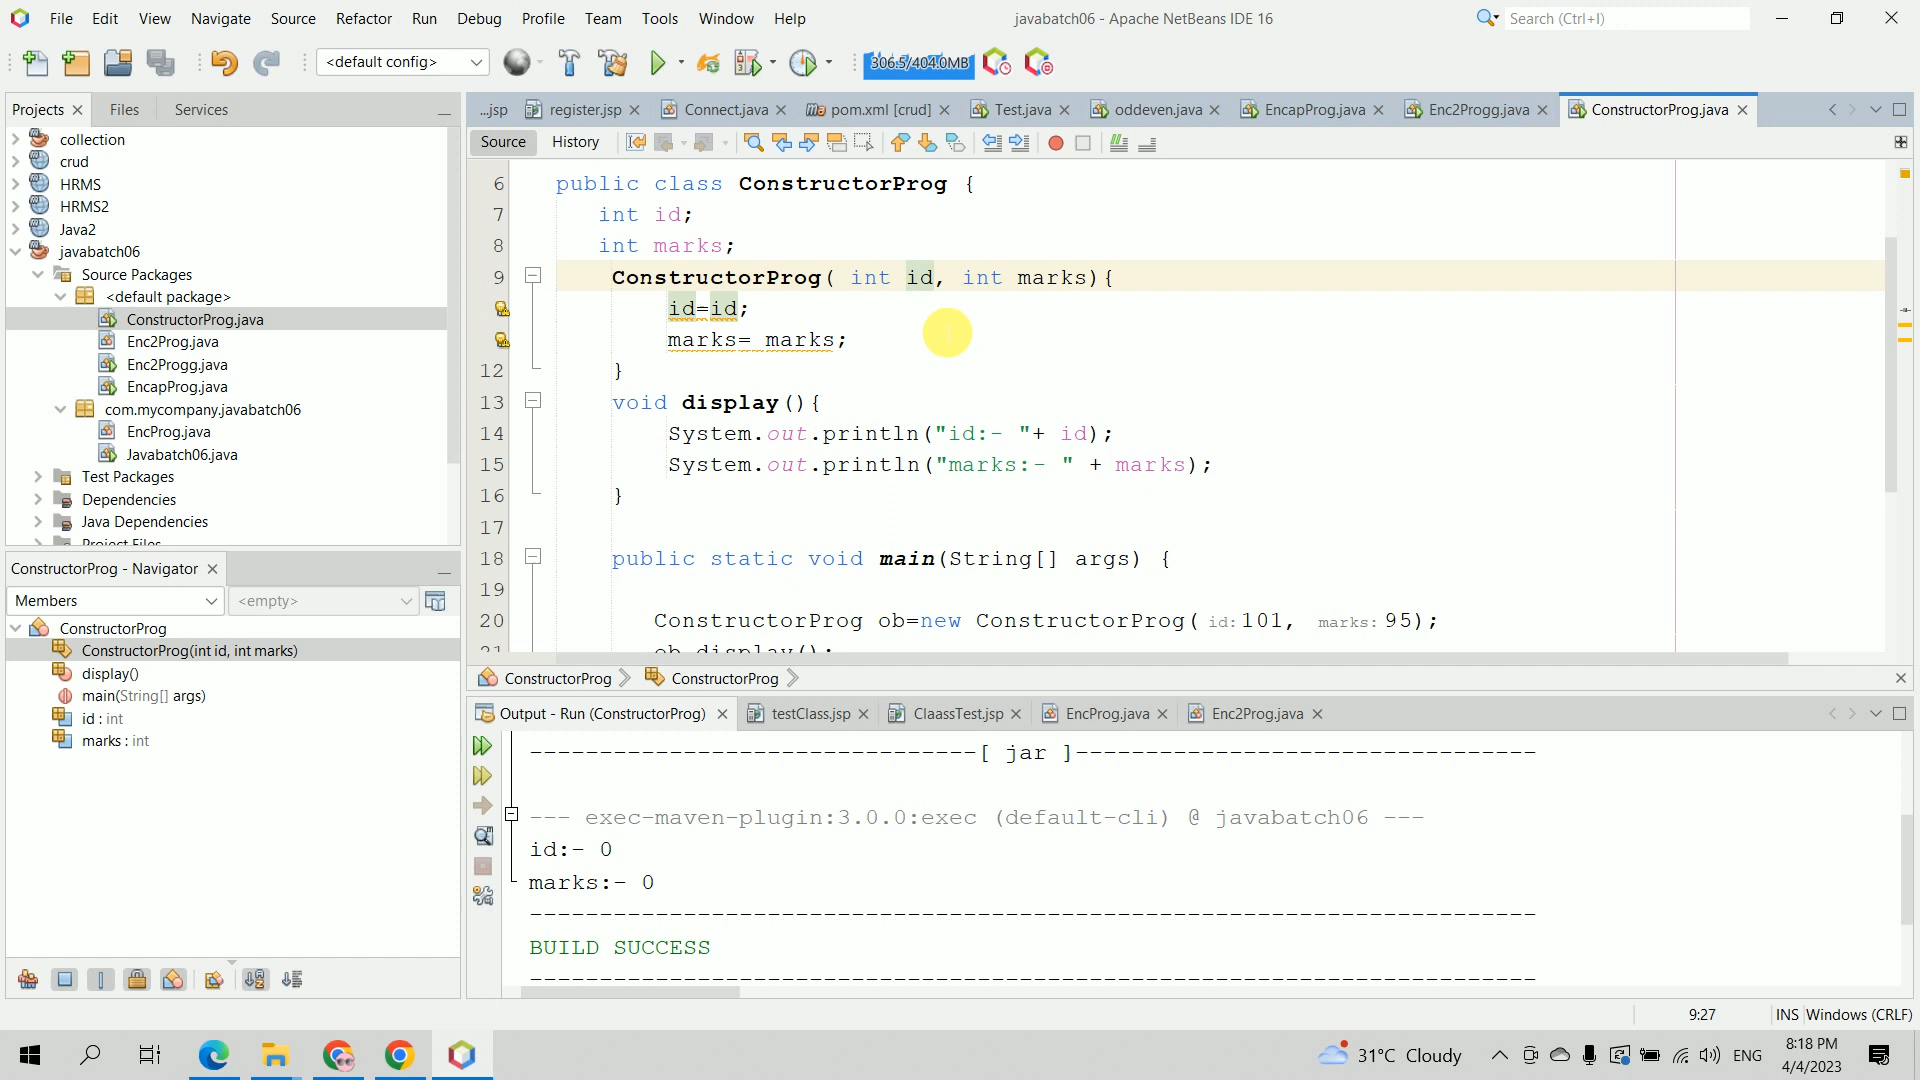 File Edit View Navigate Source Refactor Run Debug Profile Team Tools Window Help
javabatch06 - Apache NetBeans IDE 16
Search (Ctrl+I)
<default config>
306.5/404.0MB
Projects Files Services
...jsp register.jsp Connect.java pom.xml [crud] Test.java oddeven.java EncapProg.java Enc2Progg.java ConstructorProg.java
Source History
collection
crud
HRMS
HRMS2
Java2
javabatch06
Source Packages
<default package>
ConstructorProg.java
Enc2Prog.java
Enc2Progg.java
EncapProg.java
com.mycompany.javabatch06
EncProg.java
Javabatch06.java
Test Packages
Dependencies
Java Dependencies
Project Files
6 public class ConstructorProg {
7 int id;
8 int marks;
9 ConstructorProg( int id, int marks){
id=id;
marks= marks;
12 }
13 void display(){
14 System.out.println("id:- "+ id);
15 System.out.println("marks:- " + marks);
16 }
17
18 public static void main(String[] args) {
19
20 ConstructorProg ob=new ConstructorProg( id: 101, marks: 95);
21 ob.display();
ConstructorProg ConstructorProg
ConstructorProg - Navigator
Members <empty>
ConstructorProg
ConstructorProg(int id, int marks)
display()
main(String[] args)
id : int
marks : int
Output - Run (ConstructorProg) testClass.jsp ClaassTest.jsp EncProg.java Enc2Prog.java
--------------------------------[ jar ]---------------------------------
--- exec-maven-plugin:3.0.0:exec (default-cli) @ javabatch06 ---
id:- 0
marks:- 0
------------------------------------------------------------------------
BUILD SUCCESS
------------------------------------------------------------------------
9:27 INS Windows (CRLF)
31°C Cloudy
ENG
8:18 PM
4/4/2023